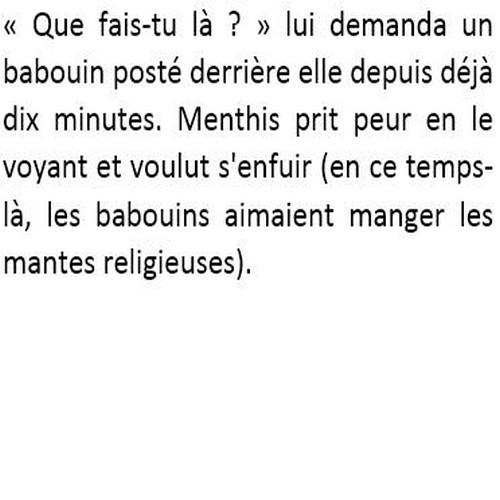 « Que fais-tu là ? » lui demanda un
babouin posté derrière elle depuis déjà
dix minutes. Menthis prit peur en le
voyant et voulut s'enfuir (en ce temps-
là, les babouins aimaient manger les
mantes religieuses).